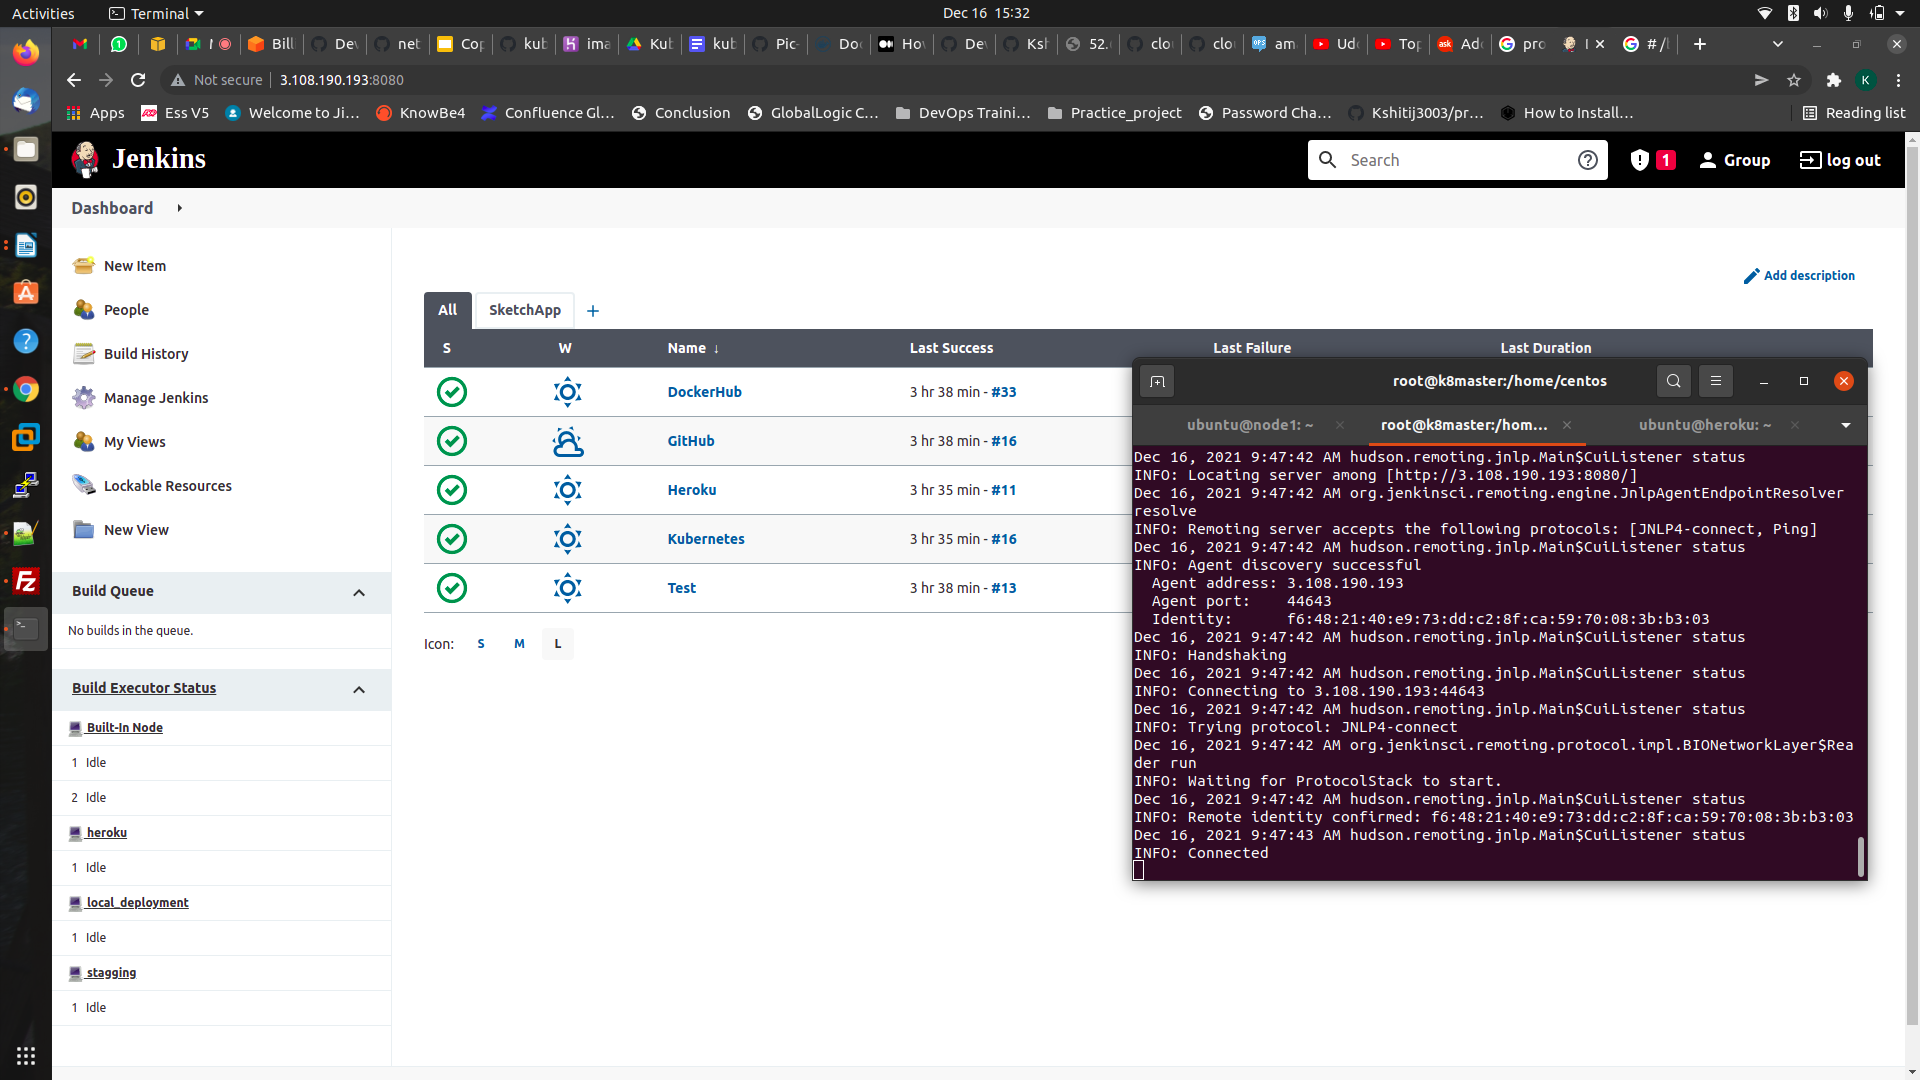 Activities
Terminal
Dec 16 15:32
Bill
Dev
net
Cop
kub
ima
Kub
kub
Pic-
Doc
Hov
Dev
Ksh
52.
clou
clou
am
Udc
Top
Adc
pro
# /l
Not secure
3.108.190.193:8080
K
Apps
Ess V5
Welcome to Ji...
KnowBe4
Confluence Gl...
Conclusion
GlobalLogic C...
DevOps Traini...
Practice_project
Password Cha...
Kshitij3003/pr...
How to Install...
Reading list
Jenkins
Search
1
Group
log out
Dashboard
New Item
People
Build History
Manage Jenkins
My Views
Lockable Resources
New View
Build Queue
No builds in the queue.
Build Executor Status
Built-In Node
1 Idle
2 Idle
heroku
1 Idle
local_deployment
1 Idle
stagging
1 Idle
Add description
All
SketchApp
+
S W Name ↓ Last Success Last Failure Last Duration
DockerHub 3 hr 38 min - #33
GitHub 3 hr 38 min - #16
Heroku 3 hr 35 min - #11
Kubernetes 3 hr 35 min - #16
Test 3 hr 38 min - #13
Icon: S M L
root@k8master:/home/centos
ubuntu@node1: ~
root@k8master:/hom...
ubuntu@heroku: ~
Dec 16, 2021 9:47:42 AM hudson.remoting.jnlp.Main$CuiListener status
INFO: Locating server among [http://3.108.190.193:8080/]
Dec 16, 2021 9:47:42 AM org.jenkinsci.remoting.engine.JnlpAgentEndpointResolver
resolve
INFO: Remoting server accepts the following protocols: [JNLP4-connect, Ping]
Dec 16, 2021 9:47:42 AM hudson.remoting.jnlp.Main$CuiListener status
INFO: Agent discovery successful
Agent address: 3.108.190.193
Agent port: 44643
Identity: f6:48:21:40:e9:73:dd:c2:8f:ca:59:70:08:3b:b3:03
Dec 16, 2021 9:47:42 AM hudson.remoting.jnlp.Main$CuiListener status
INFO: Handshaking
Dec 16, 2021 9:47:42 AM hudson.remoting.jnlp.Main$CuiListener status
INFO: Connecting to 3.108.190.193:44643
Dec 16, 2021 9:47:42 AM hudson.remoting.jnlp.Main$CuiListener status
INFO: Trying protocol: JNLP4-connect
Dec 16, 2021 9:47:42 AM org.jenkinsci.remoting.protocol.impl.BIONetworkLayer$Rea
der run
INFO: Waiting for ProtocolStack to start.
Dec 16, 2021 9:47:42 AM hudson.remoting.jnlp.Main$CuiListener status
INFO: Remote identity confirmed: f6:48:21:40:e9:73:dd:c2:8f:ca:59:70:08:3b:b3:03
Dec 16, 2021 9:47:43 AM hudson.remoting.jnlp.Main$CuiListener status
INFO: Connected